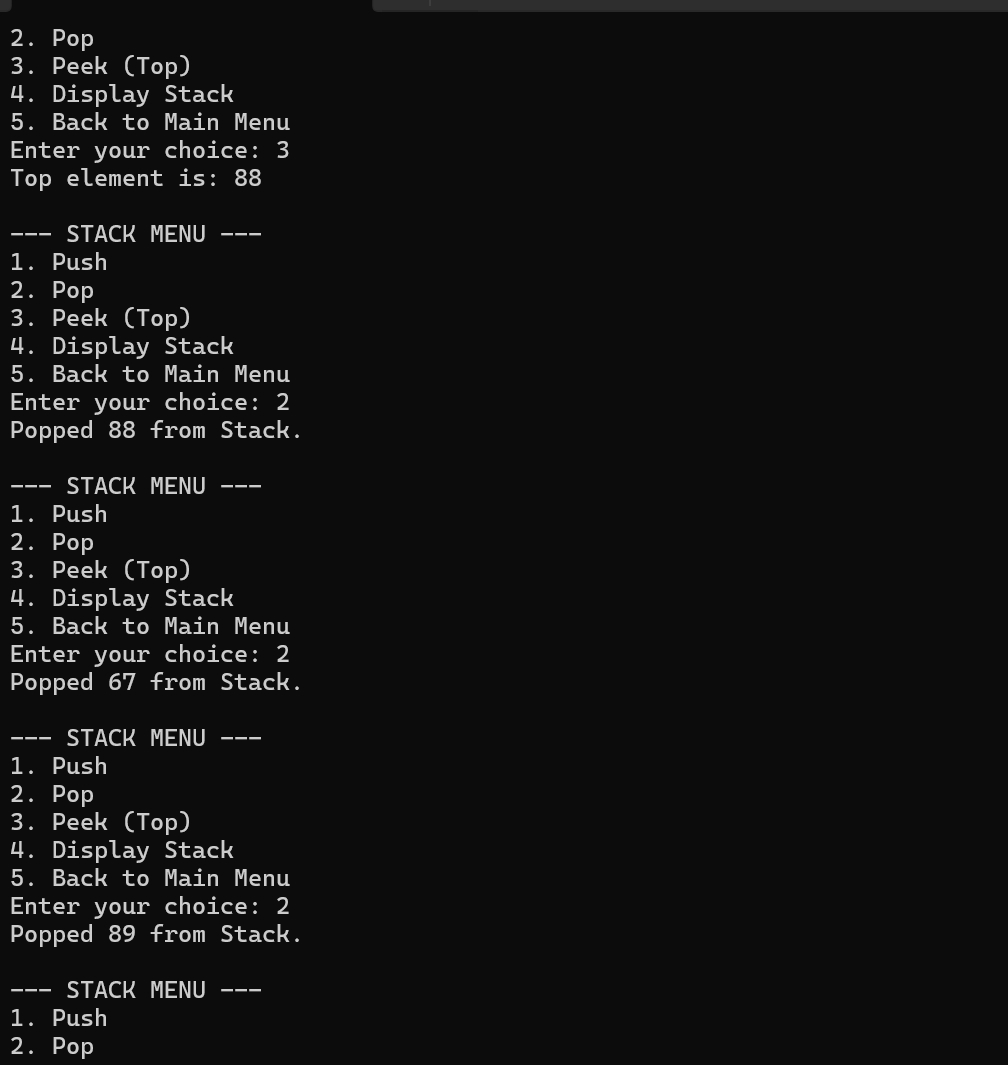 2. Pop
3. Peek (Top)
4. Display Stack
5. Back to Main Menu
Enter your choice: 3
Top element is: 88
--- STACK MENU ---
1. Push
2. Pop
3. Peek (Top)
4. Display Stack
5. Back to Main Menu
Enter your choice: 2
Popped 88 from Stack.
--- STACK MENU ---
1. Push
2. Pop
3. Peek (Top)
4. Display Stack
5. Back to Main Menu
Enter your choice: 2
Popped 67 from Stack.
--- STACK MENU ---
1. Push
2. Pop
3. Peek (Top)
4. Display Stack
5. Back to Main Menu
Enter your choice: 2
Popped 89 from Stack.
--- STACK MENU ---
1. Push
2. Pop